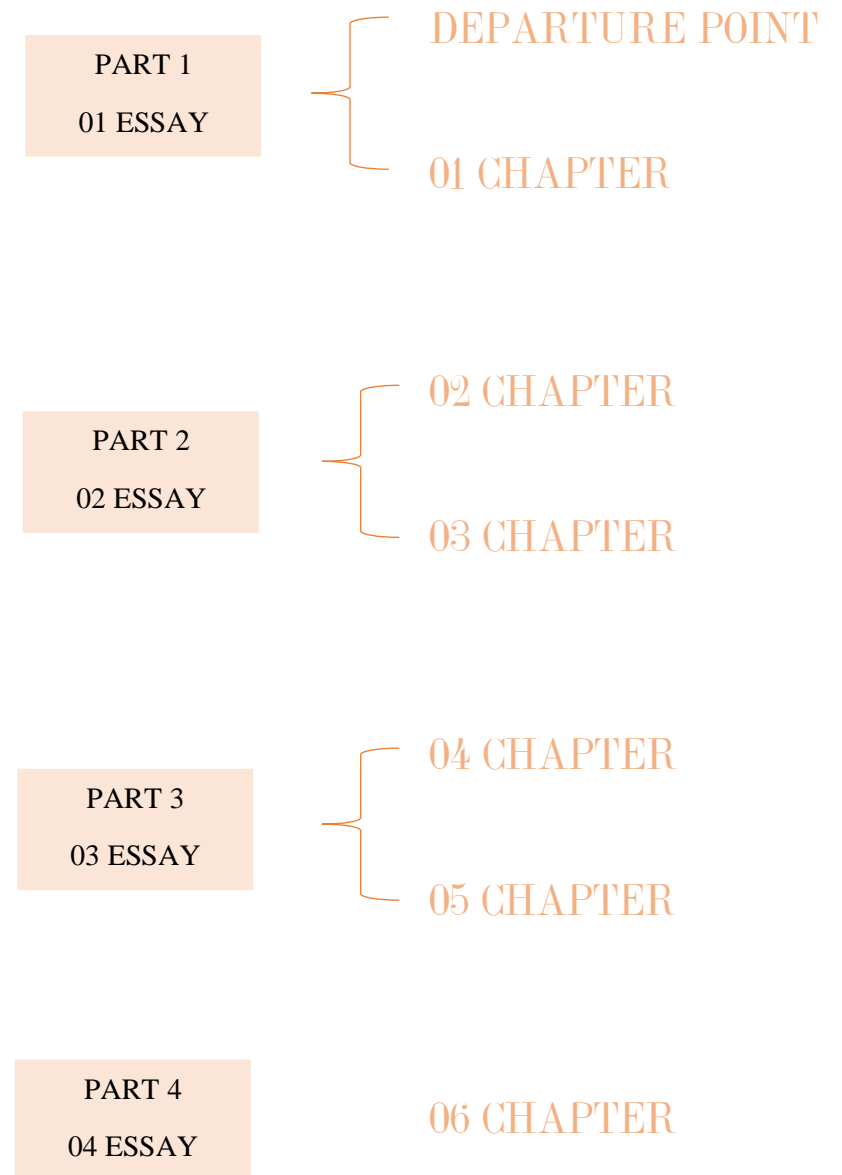 DEPARTURE POINT
PART 1
01 ESSAY
01 CHAPTER
02 CHAPTER
PART 2
02 ESSAY
03 CHAPTER
04 CHAPTER
PART 3
03 ESSAY
05 CHAPTER
PART 4
06 CHAPTER
04 ESSAY